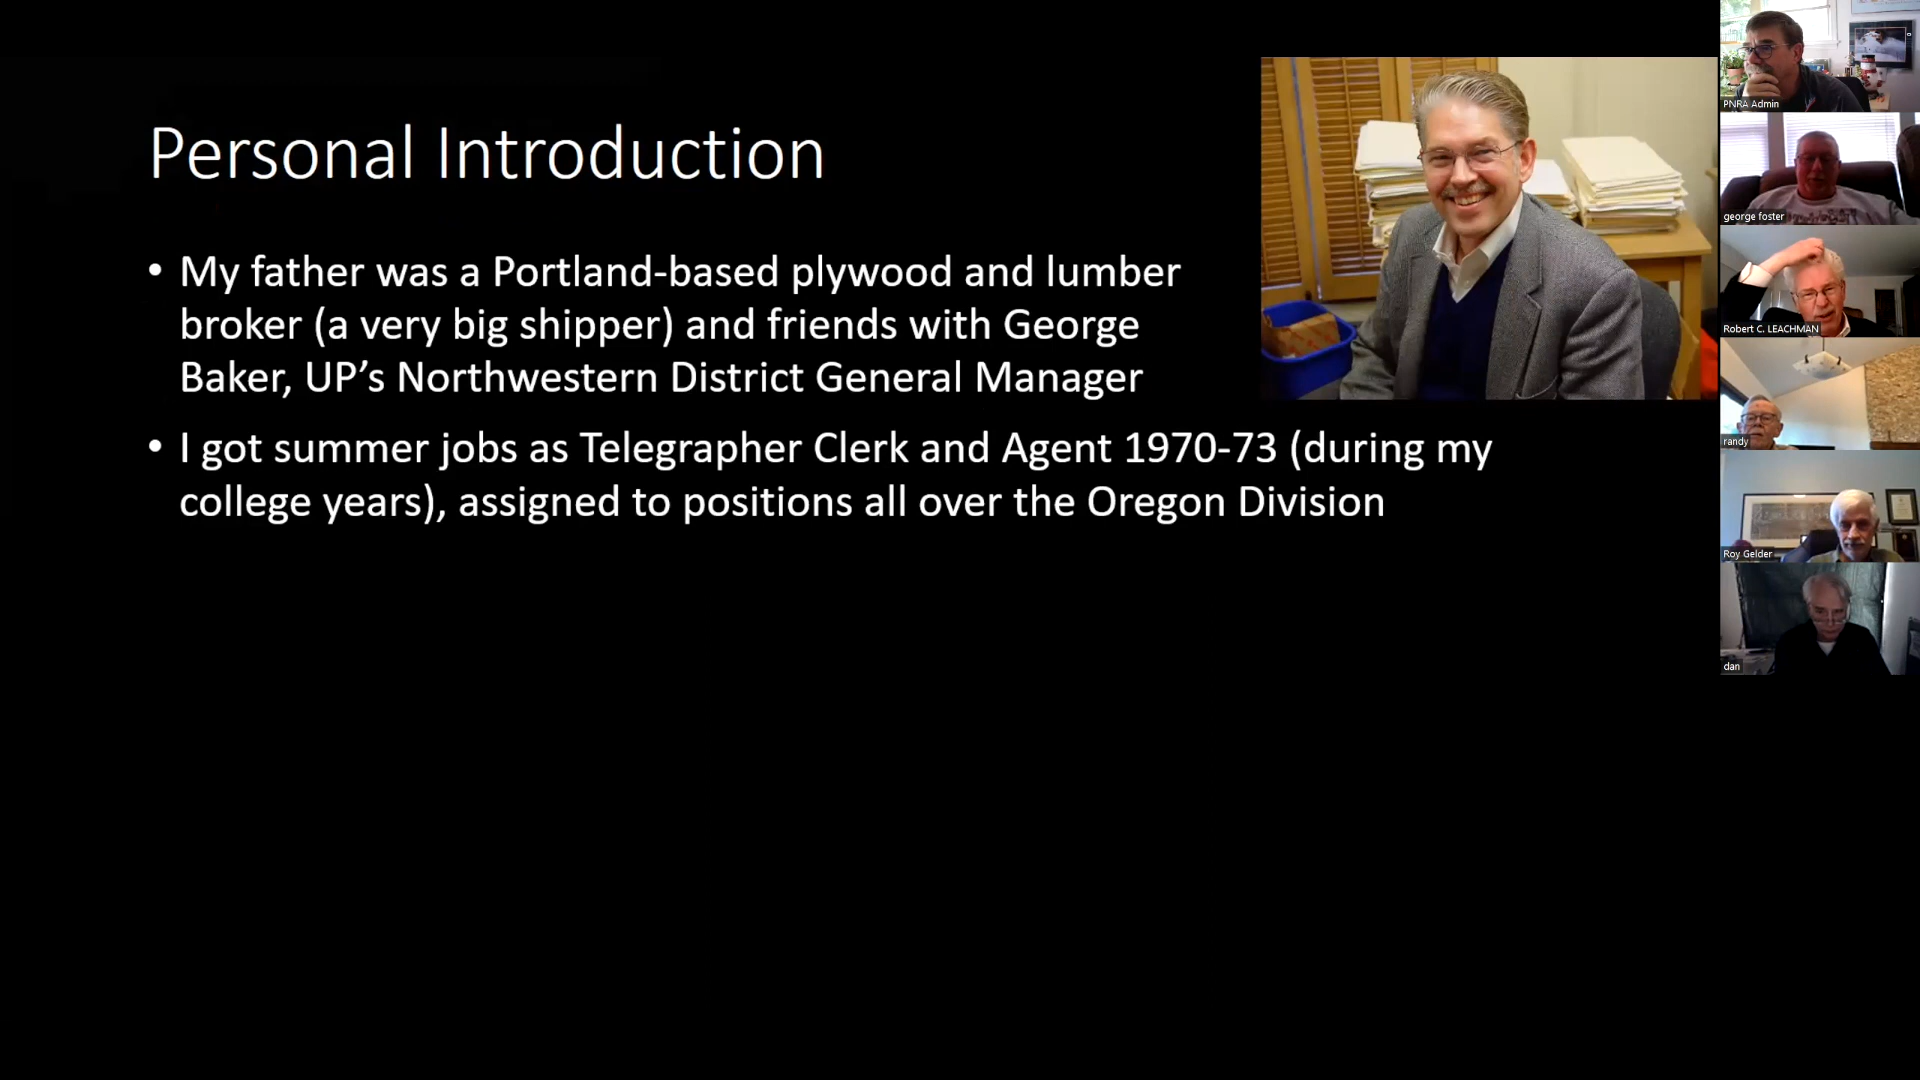 Personal Introduction
• My father was a Portland-based plywood and lumber
broker (a very big shipper) and friends with George
Baker, UP’s Northwestern District General Manager
• I got summer jobs as Telegrapher Clerk and Agent 1970-73 (during my
college years), assigned to positions all over the Oregon Division
PNRA Admin
george foster
Robert C. LEACHMAN
randy
Roy Gelder
dan